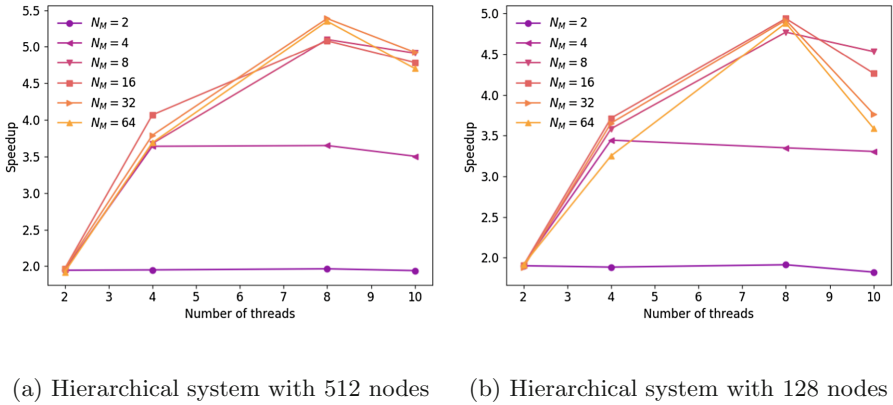 5.5
5.0
4.5
4.0
3.5
3.0
2.5
2.0
Speedup
N_M = 2
N_M = 4
N_M = 8
N_M = 16
N_M = 32
N_M = 64
2 3 4 5 6 7 8 9 10
Number of threads
(a) Hierarchical system with 512 nodes
5.0
4.5
4.0
3.5
3.0
2.5
2.0
Speedup
N_M = 2
N_M = 4
N_M = 8
N_M = 16
N_M = 32
N_M = 64
2 3 4 5 6 7 8 9 10
Number of threads
(b) Hierarchical system with 128 nodes